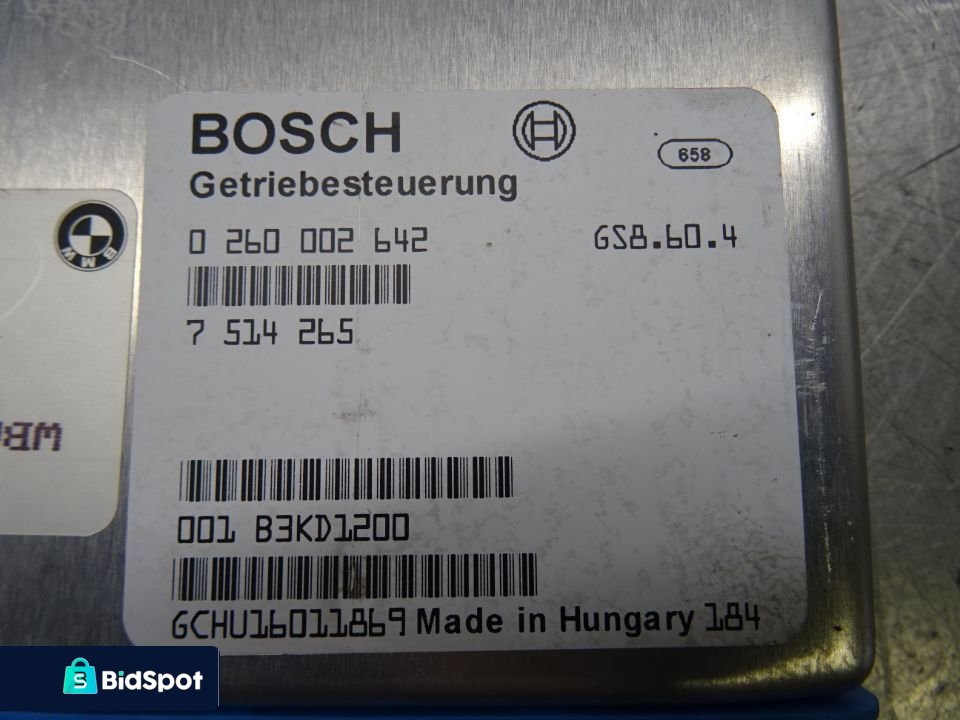 BOSCH
658
Getriebesteuerung
0 260 002 642
GS8.60.4
7 514 265
001 B3KD1200
GCHU16011869 Made in Hungary 184
BMW
BidSpot